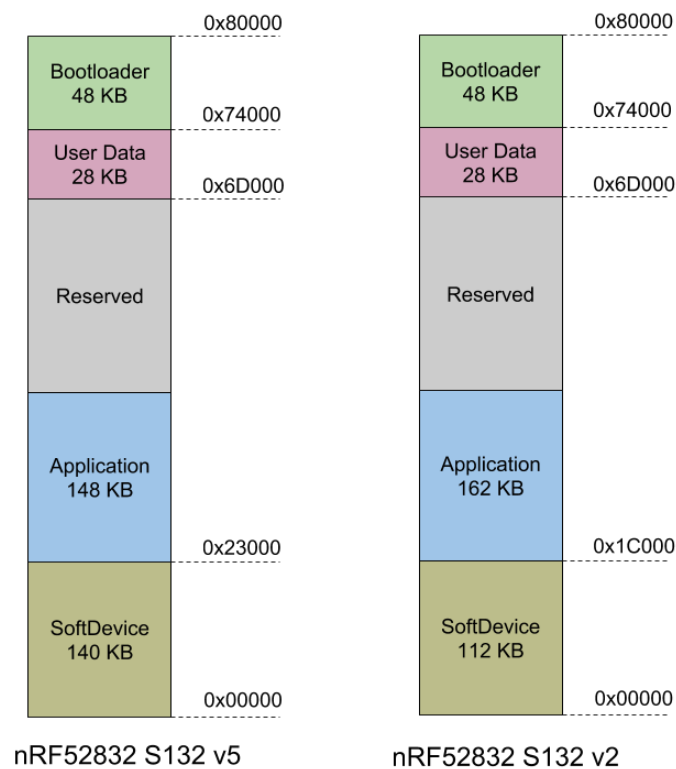 0x80000
Bootloader
48 KB
0x74000
User Data
28 KB
0x6D000
Reserved
Application
148 KB
0x23000
SoftDevice
140 KB
0x00000
nRF52832 S132 v5
0x80000
Bootloader
48 KB
0x74000
User Data
28 KB
0x6D000
Reserved
Application
162 KB
0x1C000
SoftDevice
112 KB
0x00000
nRF52832 S132 v2